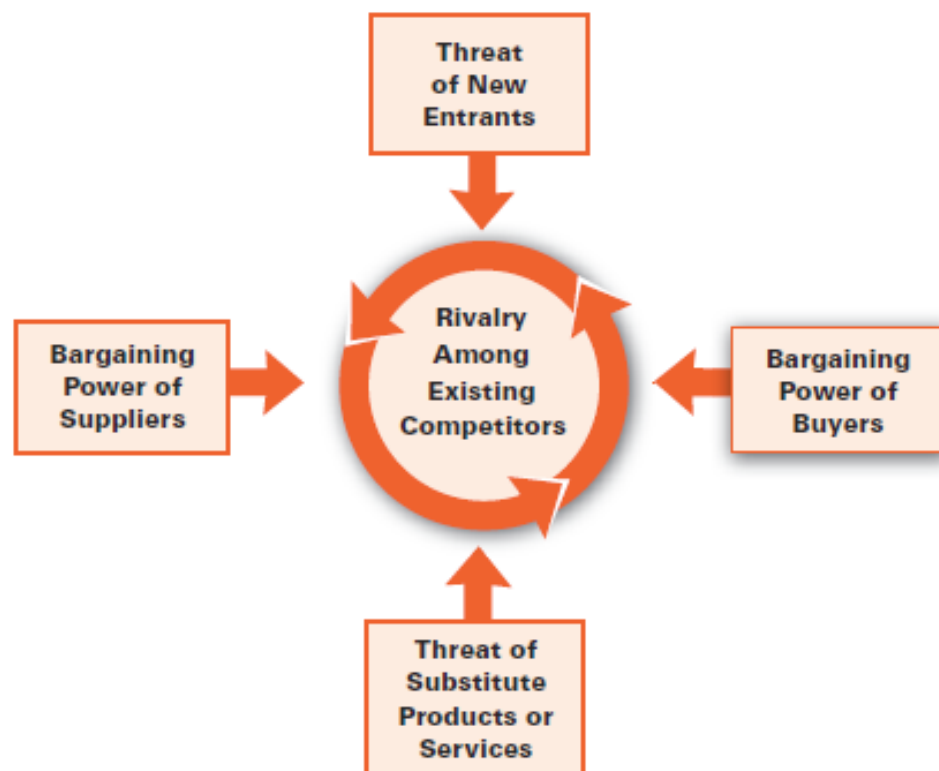 Threat
of New
Entrants
Rivalry
Among
Existing
Competitors
Bargaining
Power of
Suppliers
Bargaining
Power of
Buyers
Threat of
Substitute
Products or
Services